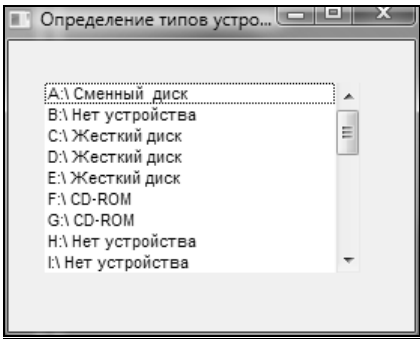 Определение типов устро...
A:\ Сменный диск
B:\ Нет устройства
C:\ Жесткий диск
D:\ Жесткий диск
E:\ Жесткий диск
F:\ CD-ROM
G:\ CD-ROM
H:\ Нет устройства
I:\ Нет устройства